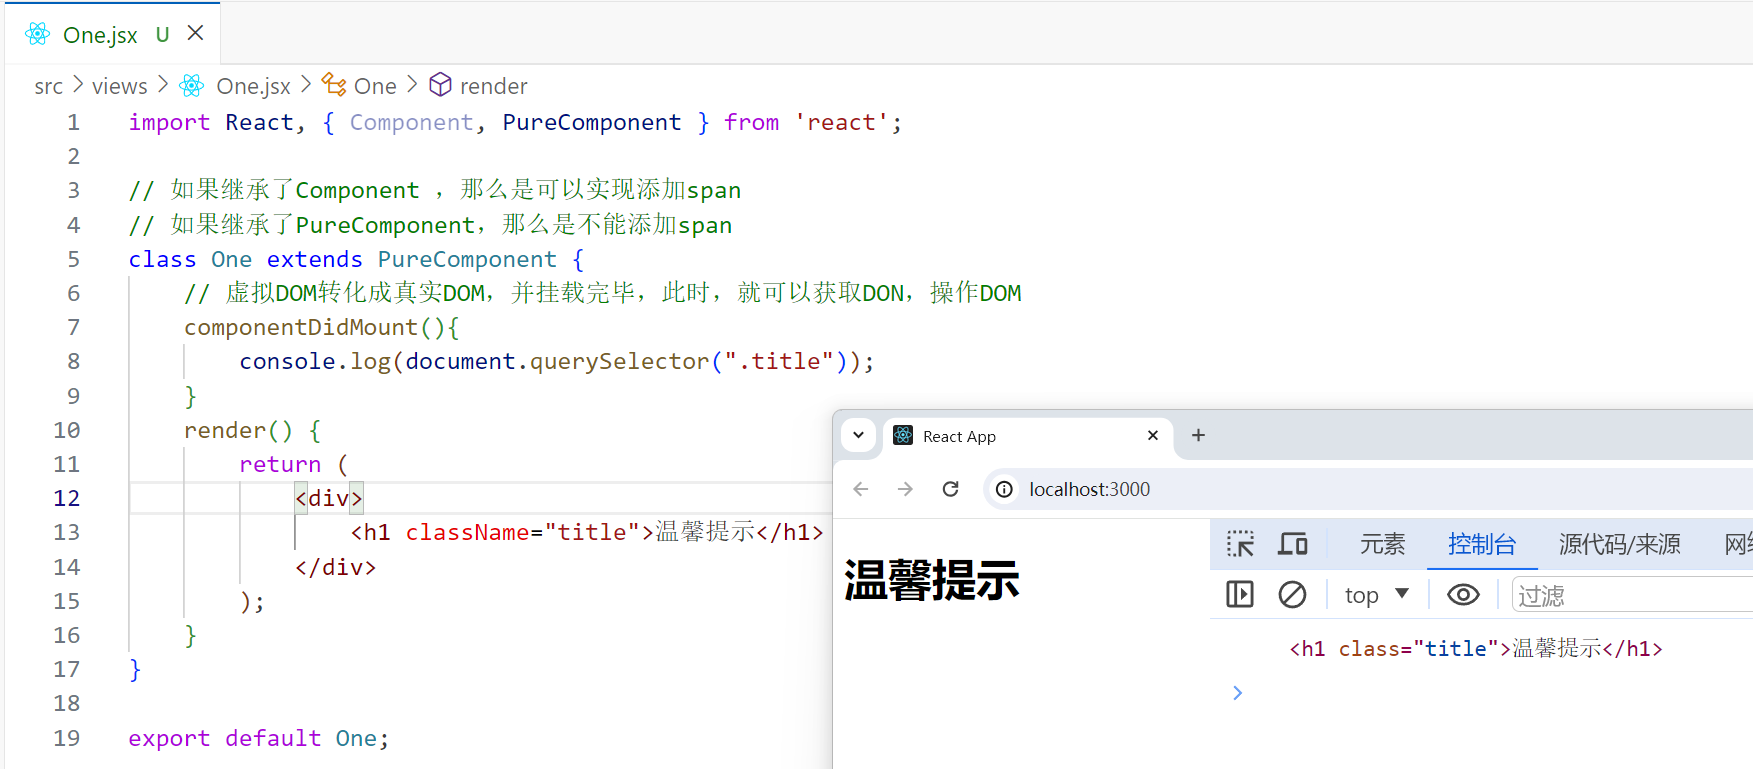 One.jsx U
src > views > One.jsx > One > render
1 import React, { Component, PureComponent } from 'react';
2
3 // 如果继承了Component ，那么是可以实现添加span
4 // 如果继承了PureComponent，那么是不能添加span
5 class One extends PureComponent {
6 // 虚拟DOM转化成真实DOM，并挂载完毕，此时，就可以获取DON，操作DOM
7 componentDidMount(){
8 console.log(document.querySelector(".title"));
9 }
10 render() {
11 return (
12 <div>
13 <h1 className="title">温馨提示</h1>
14 </div>
15 );
16 }
17 }
18
19 export default One;
React App
localhost:3000
温馨提示
元素 控制台 源代码/来源
top 过滤
<h1 class="title">温馨提示</h1>